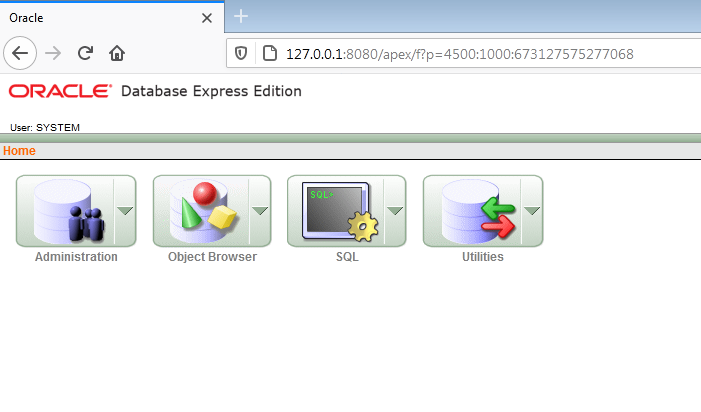 Oracle
127.0.0.1:8080/apex/f?p=4500:1000:673127575277068
ORACLE® Database Express Edition
User: SYSTEM
Home
SQL>
Administration Object Browser SQL Utilities